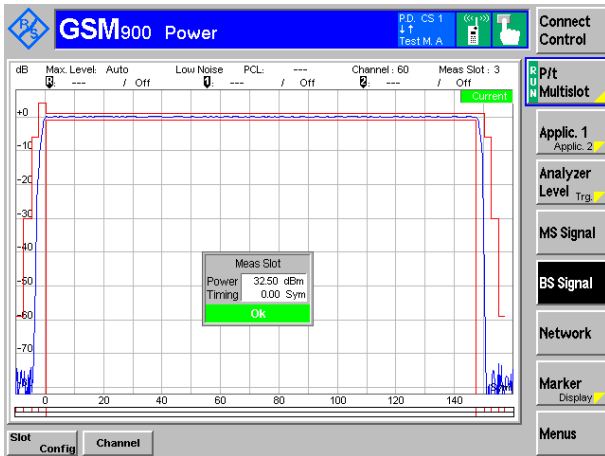 R&S
GSM900 Power
P.D. CS 1
Test M. A
Connect
Control
dB Max. Level: Auto Low Noise PCL: --- Channel : 60 Meas Slot : 3
R: --- / Off 1: --- / Off 2: --- / Off
Current
RUN
P/t
Multislot
Applic. 1
Applic. 2
Analyzer
Level Trg.
MS Signal
BS Signal
Network
Marker
Display
Menus
+0
-10
-20
-30
-40
-50
-60
-70
Meas Slot
Power 32.50 dBm
Timing 0.00 Sym
Ok
0 20 40 60 80 100 120 140
Slot
Config
Channel